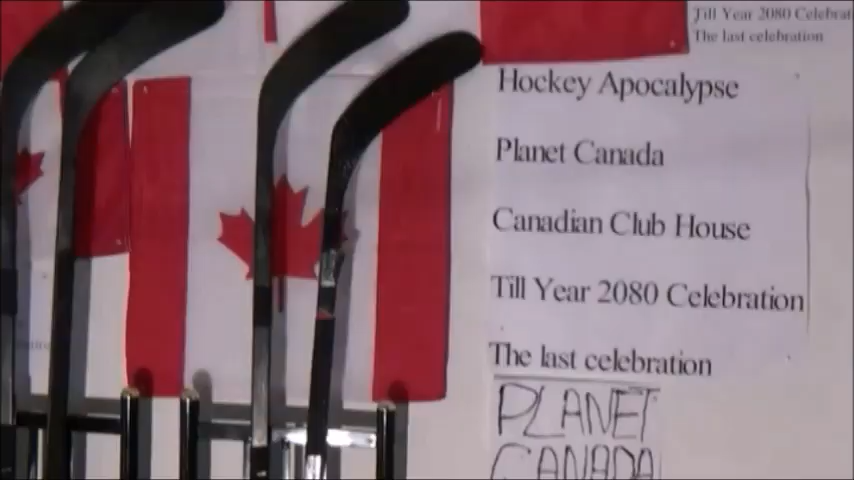 Till Year 2080 Celebrat
The last celebration
Hockey Apocalypse
Planet Canada
Canadian Club House
Till Year 2080 Celebration
The last celebration
PLANET
CANADA